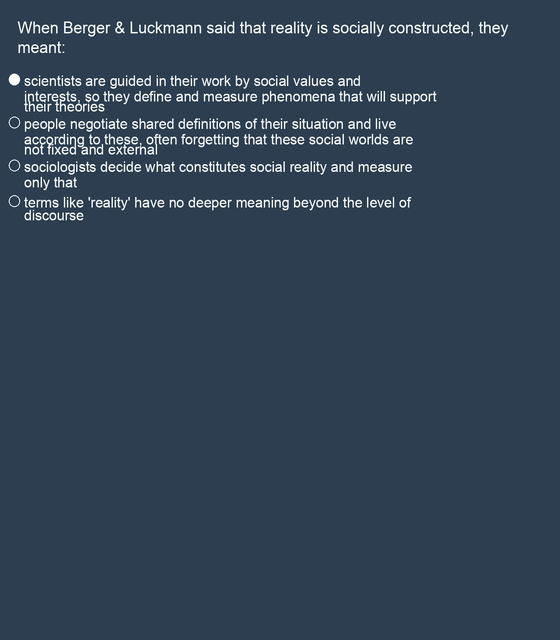 When Berger & Luckmann said that reality is socially constructed, they
meant:
scientists are guided in their work by social values and
interests, so they define and measure phenomena that will support
their theories
people negotiate shared definitions of their situation and live
according to these, often forgetting that these social worlds are
not fixed and external
sociologists decide what constitutes social reality and measure
only that
terms like 'reality' have no deeper meaning beyond the level of
discourse